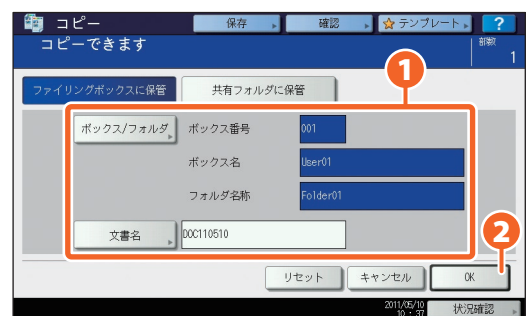 コピー 保存 確認 テンプレート ?
コピーできます 部数 1
1
ファイリングボックスに保管 共有フォルダに保管
ボックス/フォルダ ボックス番号 001
ボックス名 User01
フォルダ名称 Folder01
文書名 DOC110510
2
リセット キャンセル OK
2011/05/10
10:37 状況確認